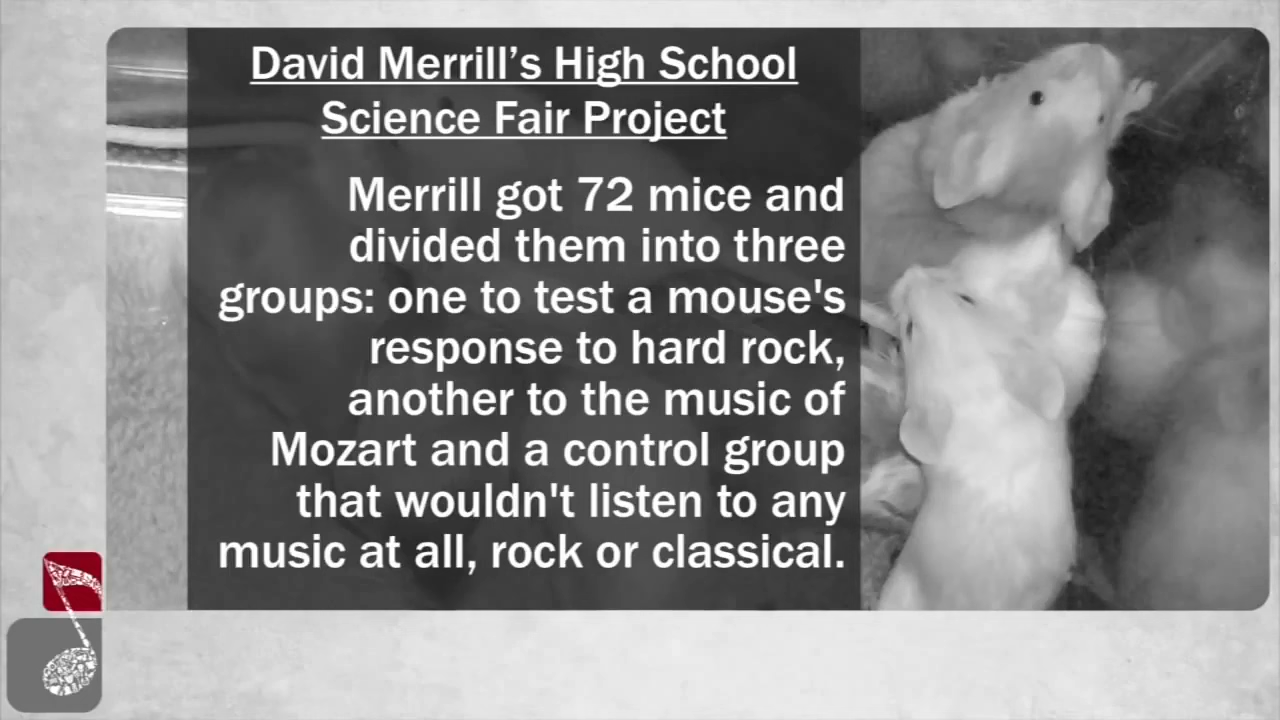 David Merrill’s High School
Science Fair Project
Merrill got 72 mice and
divided them into three
groups: one to test a mouse's
response to hard rock,
another to the music of
Mozart and a control group
that wouldn't listen to any
music at all, rock or classical.